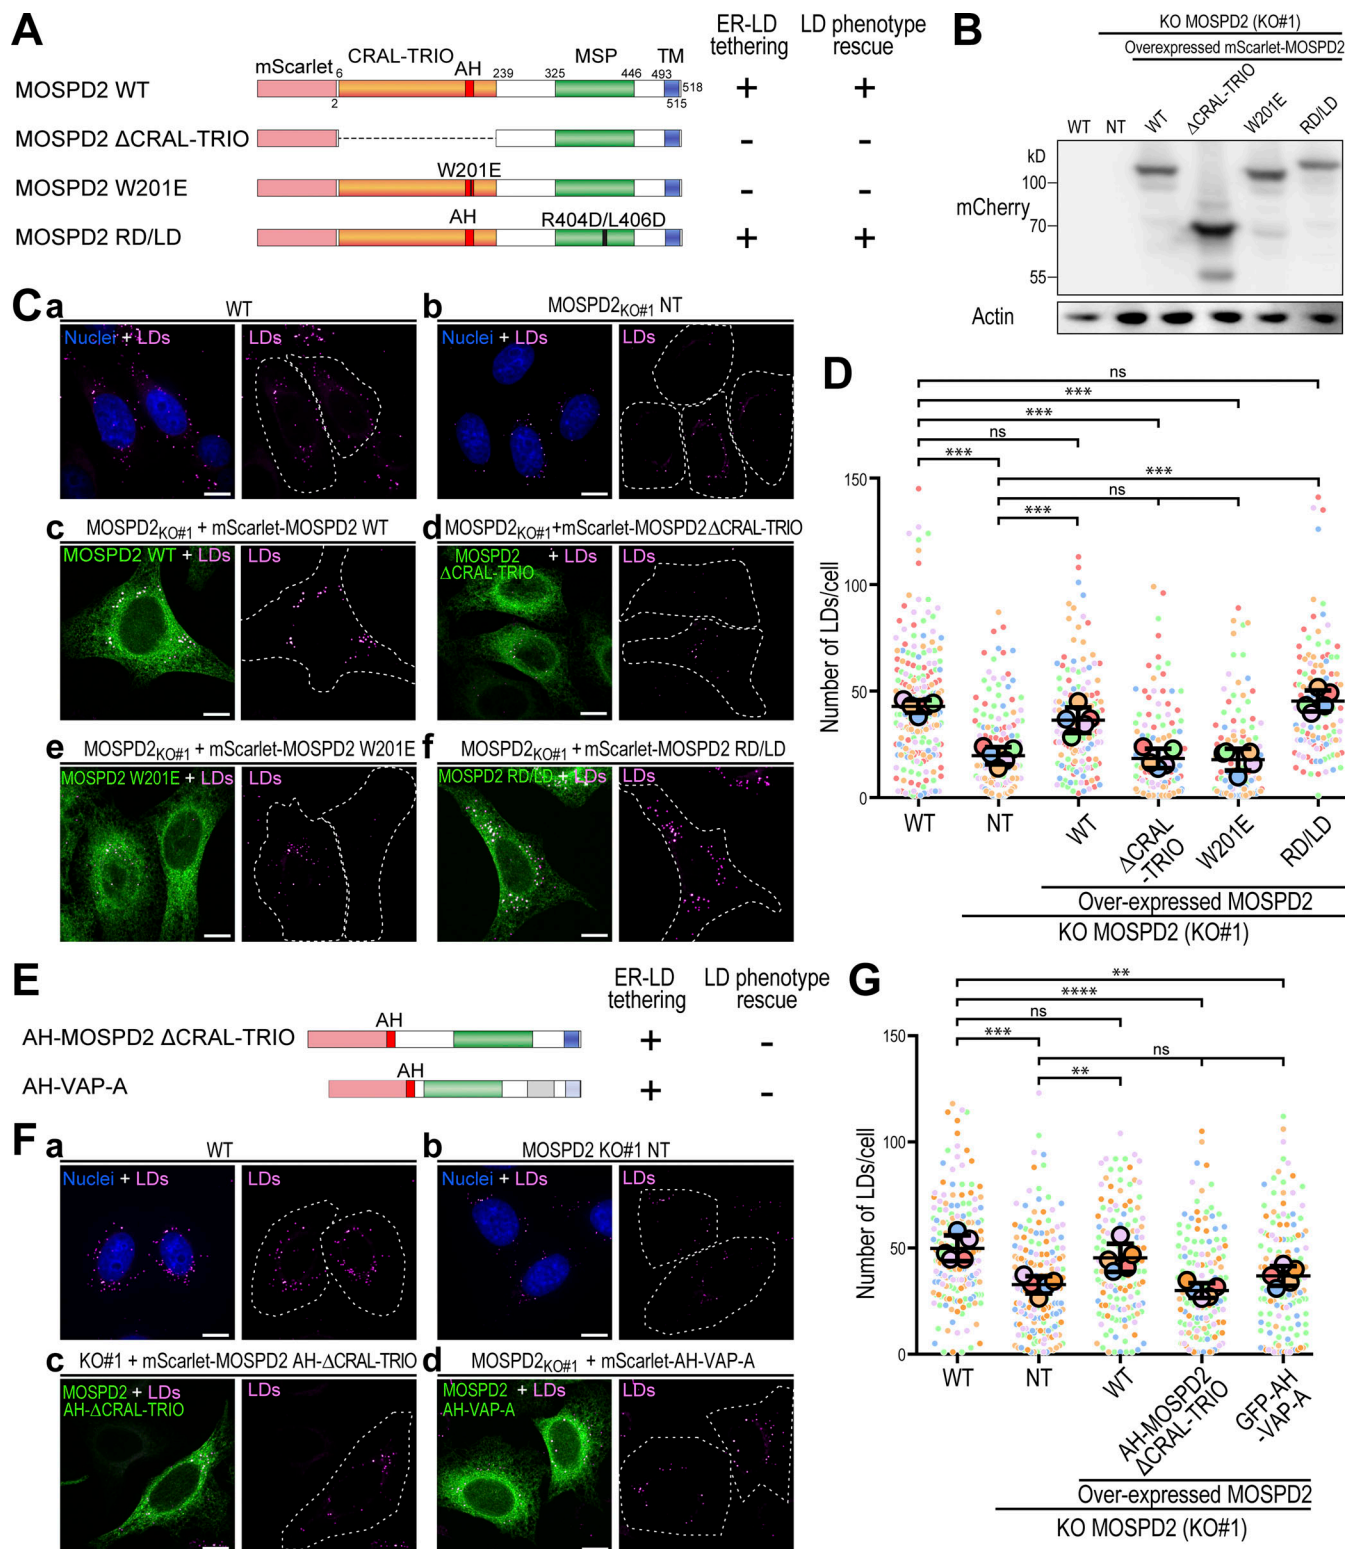 A
ER-LD tethering
LD phenotype rescue
mScarlet
6
CRAL-TRIO
AH
239
325
MSP
446
493
TM
MOSPD2 WT
518
2
515
+
+
MOSPD2 ΔCRAL-TRIO
-
-
W201E
MOSPD2 W201E
-
-
AH
R404D/L406D
MOSPD2 RD/LD
+
+
B
KO MOSPD2 (KO#1)
Overexpressed mScarlet-MOSPD2
WT
NT
WT
ΔCRAL-TRIO
W201E
RD/LD
kD
100
mCherry
70
55
Actin
C
a
WT
Nuclei + LDs
LDs
b
MOSPD2KO#1 NT
Nuclei + LDs
LDs
c
MOSPD2KO#1 + mScarlet-MOSPD2 WT
MOSPD2 WT + LDs
LDs
d
MOSPD2KO#1+mScarlet-MOSPD2 ΔCRAL-TRIO
MOSPD2 + LDs
ΔCRAL-TRIO
LDs
e
MOSPD2KO#1 + mScarlet-MOSPD2 W201E
MOSPD2 W201E + LDs
LDs
f
MOSPD2KO#1 + mScarlet-MOSPD2 RD/LD
MOSPD2 RD/LD + LDs
LDs
D
ns
***
***
ns
***
***
ns
***
150
100
50
0
Number of LDs/cell
WT
NT
WT
ΔCRAL
-TRIO
W201E
RD/LD
Over-expressed MOSPD2
KO MOSPD2 (KO#1)
E
ER-LD tethering
LD phenotype rescue
AH
AH-MOSPD2 ΔCRAL-TRIO
+
-
AH
AH-VAP-A
+
-
F
a
WT
Nuclei + LDs
LDs
b
MOSPD2 KO#1 NT
Nuclei + LDs
LDs
c
KO#1 + mScarlet-MOSPD2 AH-ΔCRAL-TRIO
MOSPD2 + LDs
AH-ΔCRAL-TRIO
LDs
d
MOSPD2KO#1 + mScarlet-AH-VAP-A
MOSPD2 + LDs
AH-VAP-A
LDs
G
**
****
ns
***
ns
**
150
100
50
0
Number of LDs/cell
WT
NT
WT
AH-MOSPD2
ΔCRAL-TRIO
GFP-AH
-VAP-A
Over-expressed MOSPD2
KO MOSPD2 (KO#1)